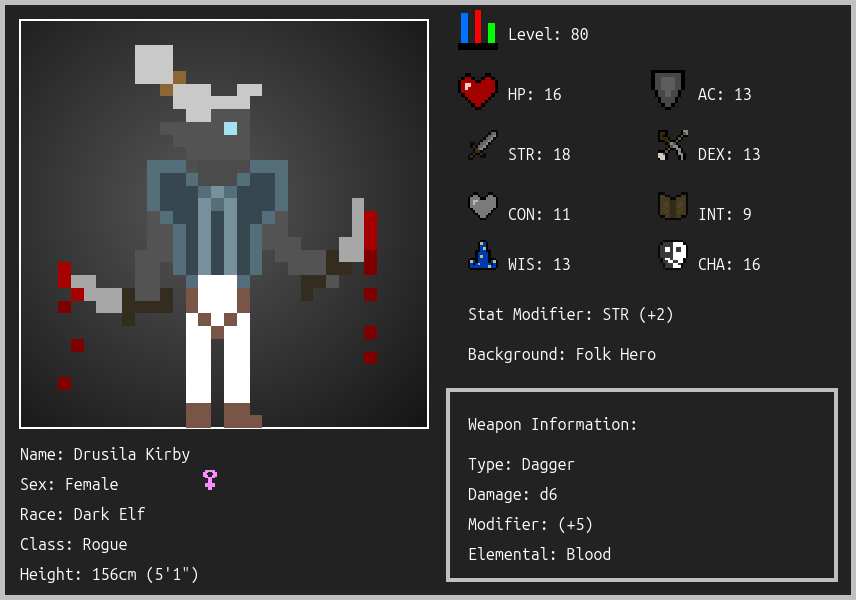 Level: 80
HP: 16
AC: 13
STR: 18
DEX: 13
CON: 11
INT: 9
WIS: 13
CHA: 16
Stat Modifier: STR (+2)
Background: Folk Hero
Weapon Information:
Type: Dagger
Damage: d6
Modifier: (+5)
Elemental: Blood
Name: Drusila Kirby
Sex: Female
Race: Dark Elf
Class: Rogue
Height: 156cm (5'1")